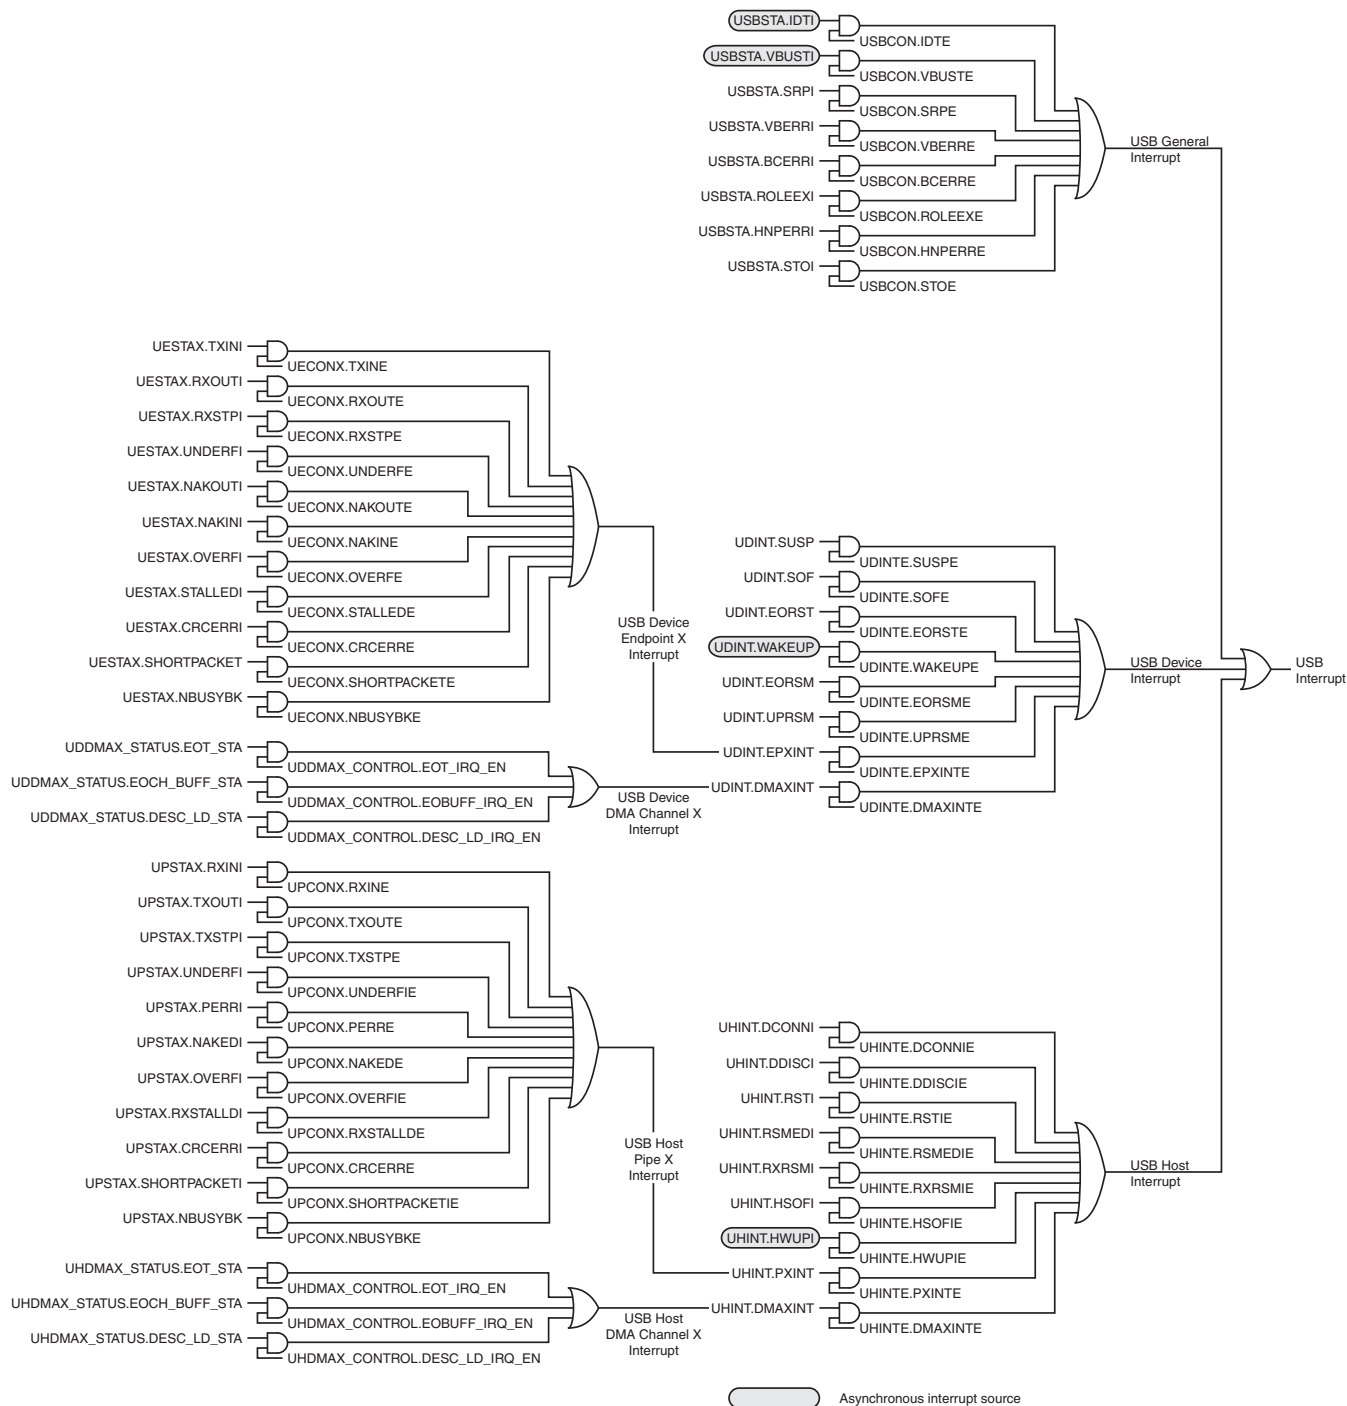 USBSTA.IDTI
USBCON.IDTE
USBSTA.VBUSTI
USBCON.VBUSTE
USBSTA.SRPI
USBCON.SRPE
USBSTA.VBERRI
USBCON.VBERRE
USBSTA.BCERRI
USBCON.BCERRE
USBSTA.ROLEEXI
USBCON.ROLEEXE
USBSTA.HNPERRI
USBCON.HNPERRE
USBSTA.STOI
USBCON.STOE
USB General
Interrupt
UESTAX.TXINI
UECONX.TXINE
UESTAX.RXOUTI
UECONX.RXOUTE
UESTAX.RXSTPI
UECONX.RXSTPE
UESTAX.UNDERFI
UECONX.UNDERFE
UESTAX.NAKOUTI
UECONX.NAKOUTE
UESTAX.NAKINI
UECONX.NAKINE
UESTAX.OVERFI
UECONX.OVERFE
UESTAX.STALLEDI
UECONX.STALLEDE
UESTAX.CRCERRI
UECONX.CRCERRE
UESTAX.SHORTPACKET
UECONX.SHORTPACKETE
UESTAX.NBUSYBK
UECONX.NBUSYBKE
USB Device
Endpoint X
Interrupt
UDDMAX_STATUS.EOT_STA
UDDMAX_CONTROL.EOT_IRQ_EN
UDDMAX_STATUS.EOCH_BUFF_STA
UDDMAX_CONTROL.EOBUFF_IRQ_EN
UDDMAX_STATUS.DESC_LD_STA
UDDMAX_CONTROL.DESC_LD_IRQ_EN
USB Device
DMA Channel X
Interrupt
UDINT.SUSP
UDINTE.SUSPE
UDINT.SOF
UDINTE.SOFE
UDINT.EORST
UDINTE.EORSTE
UDINT.WAKEUP
UDINTE.WAKEUPE
UDINT.EORSM
UDINTE.EORSME
UDINT.UPRSM
UDINTE.UPRSME
UDINT.EPXINT
UDINTE.EPXINTE
UDINT.DMAXINT
UDINTE.DMAXINTE
USB Device
Interrupt
USB
Interrupt
UPSTAX.RXINI
UPCONX.RXINE
UPSTAX.TXOUTI
UPCONX.TXOUTE
UPSTAX.TXSTPI
UPCONX.TXSTPE
UPSTAX.UNDERFI
UPCONX.UNDERFIE
UPSTAX.PERRI
UPCONX.PERRE
UPSTAX.NAKEDI
UPCONX.NAKEDE
UPSTAX.OVERFI
UPCONX.OVERFIE
UPSTAX.RXSTALLDI
UPCONX.RXSTALLDE
UPSTAX.CRCERRI
UPCONX.CRCERRE
UPSTAX.SHORTPACKETI
UPCONX.SHORTPACKETIE
UPSTAX.NBUSYBK
UPCONX.NBUSYBKE
USB Host
Pipe X
Interrupt
UHDMAX_STATUS.EOT_STA
UHDMAX_CONTROL.EOT_IRQ_EN
UHDMAX_STATUS.EOCH_BUFF_STA
UHDMAX_CONTROL.EOBUFF_IRQ_EN
UHDMAX_STATUS.DESC_LD_STA
UHDMAX_CONTROL.DESC_LD_IRQ_EN
USB Host
DMA Channel X
Interrupt
UHINT.DCONNI
UHINTE.DCONNIE
UHINT.DDISCI
UHINTE.DDISCIE
UHINT.RSTI
UHINTE.RSTIE
UHINT.RSMEDI
UHINTE.RSMEDIE
UHINT.RXRSMI
UHINTE.RXRSMIE
UHINT.HSOFI
UHINTE.HSOFIE
UHINT.HWUPI
UHINTE.HWUPIE
UHINT.PXINT
UHINTE.PXINTE
UHINT.DMAXINT
UHINTE.DMAXINTE
USB Host
Interrupt
Asynchronous interrupt source